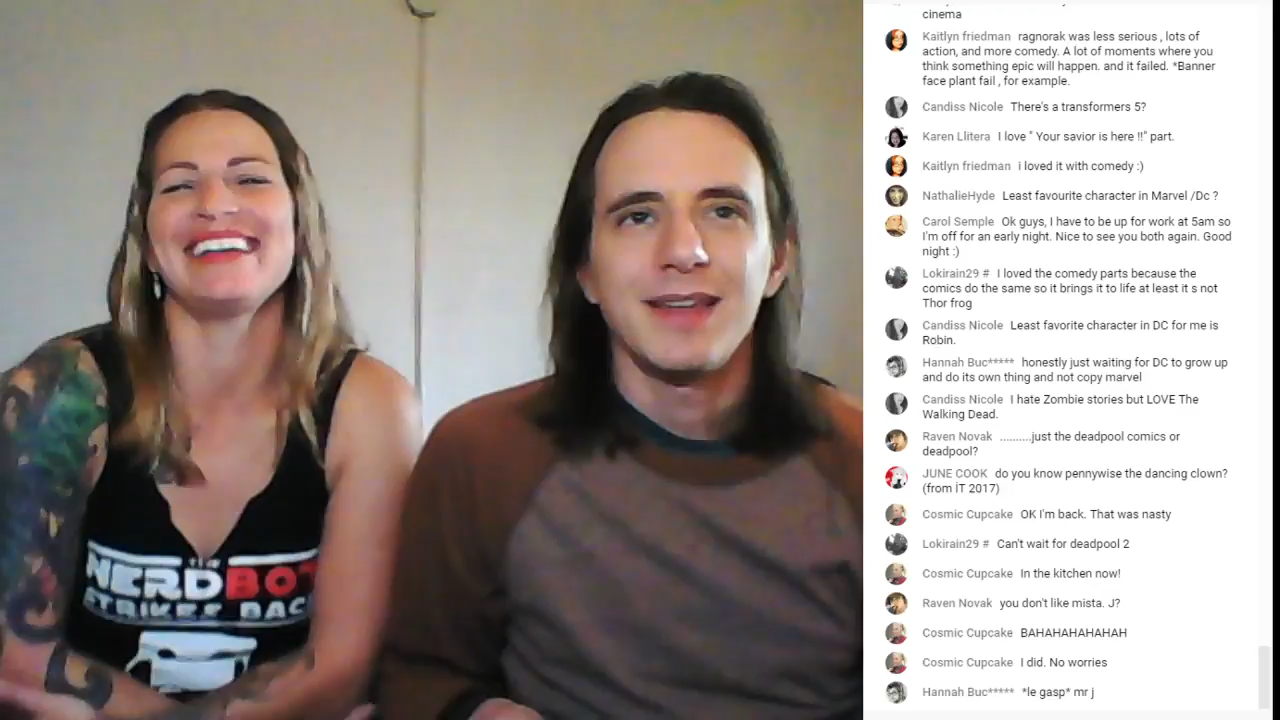 THE
NERDBOT
STRIKES BACK
cinema
Kaitlyn friedman ragnorak was less serious , lots of
action, and more comedy. A lot of moments where you
think something epic will happen. and it failed. *Banner
face plant fail , for example.
Candiss Nicole There's a transformers 5?
Karen Llitera I love " Your savior is here !!" part.
Kaitlyn friedman i loved it with comedy :)
NathalieHyde Least favourite character in Marvel /Dc ?
Carol Semple Ok guys, I have to be up for work at 5am so
I'm off for an early night. Nice to see you both again. Good
night :)
Lokirain29 # I loved the comedy parts because the
comics do the same so it brings it to life at least it s not
Thor frog
Candiss Nicole Least favorite character in DC for me is
Robin.
Hannah Buc***** honestly just waiting for DC to grow up
and do its own thing and not copy marvel
Candiss Nicole I hate Zombie stories but LOVE The
Walking Dead.
Raven Novak ..........just the deadpool comics or
deadpool?
JUNE COOK do you know pennywise the dancing clown?
(from İT 2017)
Cosmic Cupcake OK I'm back. That was nasty
Lokirain29 # Can't wait for deadpool 2
Cosmic Cupcake In the kitchen now!
Raven Novak you don't like mista. J?
Cosmic Cupcake BAHAHAHAHAHAH
Cosmic Cupcake I did. No worries
Hannah Buc***** *le gasp* mr j